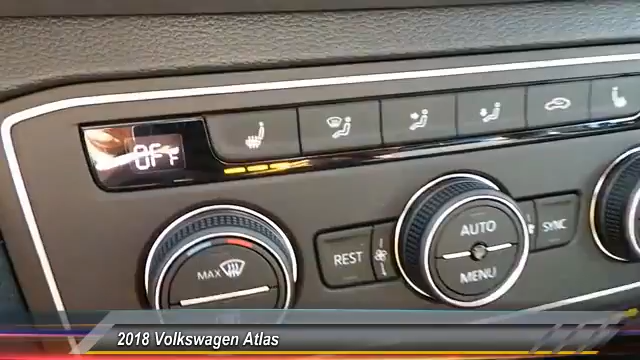 OFF
REST
AUTO
MENU
SYNC
MAX
2018 Volkswagen Atlas